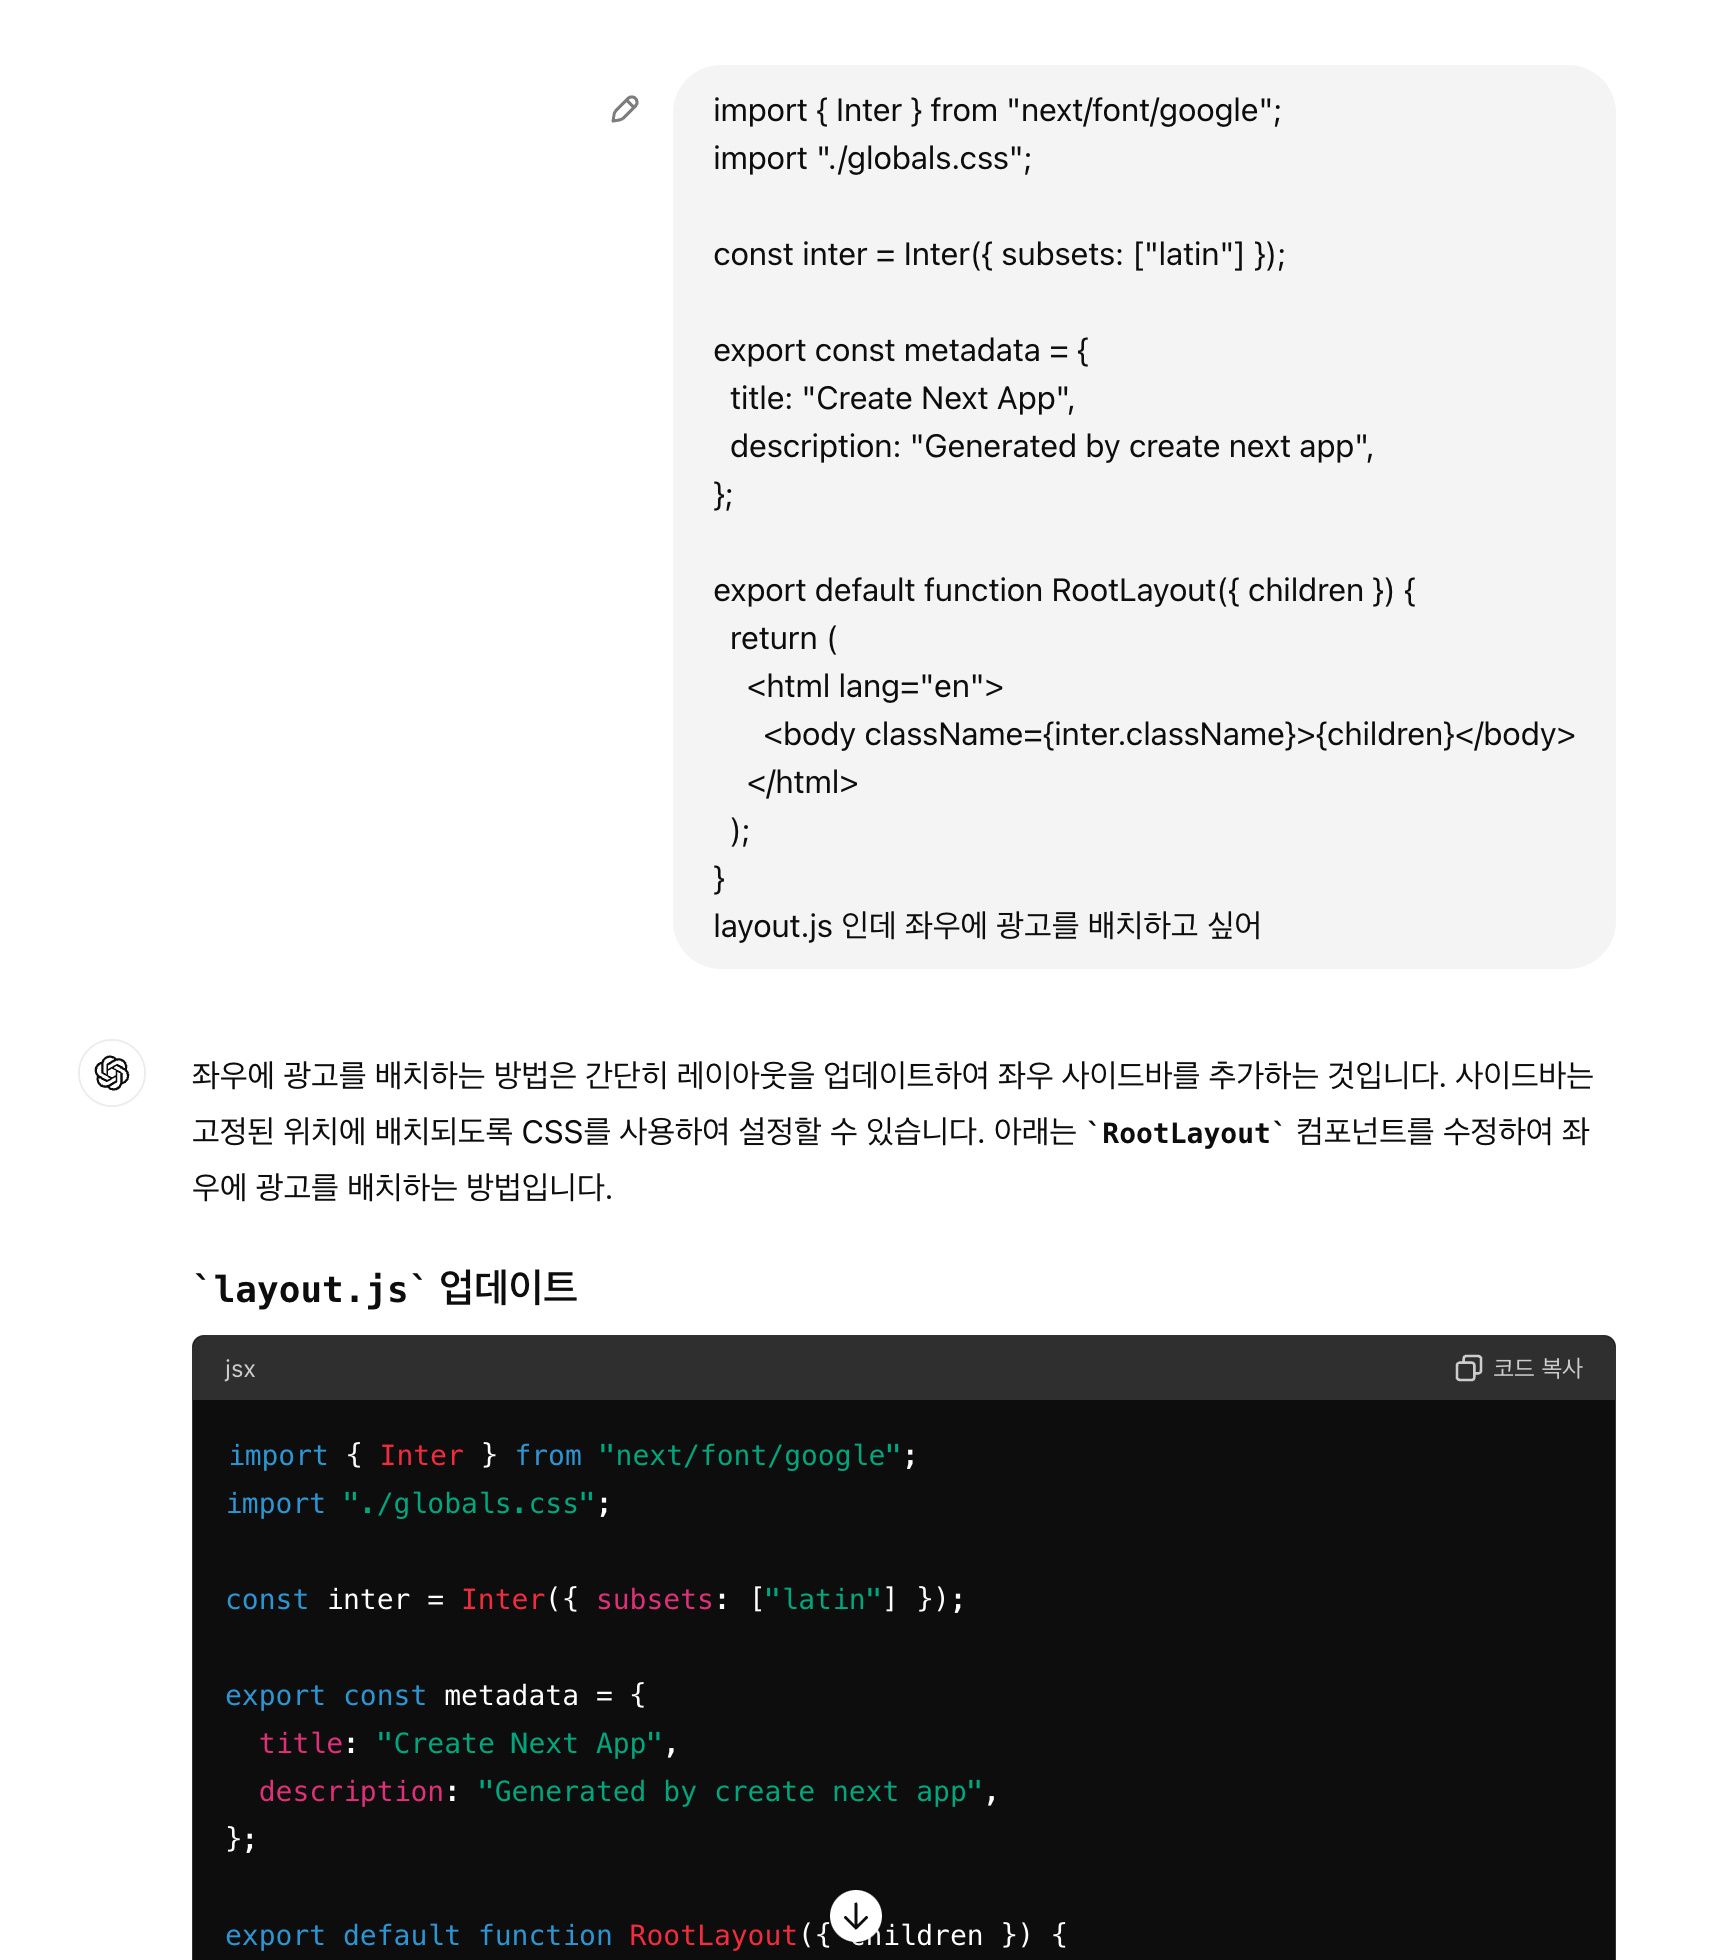 import { Inter } from "next/font/google";
import "./globals.css";
const inter = Inter({ subsets: ["latin"] });
export const metadata = {
  title: "Create Next App",
  description: "Generated by create next app",
};
export default function RootLayout({ children }) {
  return (
    <html lang="en">
      <body className={inter.className}>{children}</body>
    </html>
  );
}
layout.js 인데 좌우에 광고를 배치하고 싶어
좌우에 광고를 배치하는 방법은 간단히 레이아웃을 업데이트하여 좌우 사이드바를 추가하는 것입니다. 사이드바는
고정된 위치에 배치되도록 CSS를 사용하여 설정할 수 있습니다. 아래는 `RootLayout` 컴포넌트를 수정하여 좌
우에 광고를 배치하는 방법입니다.
`layout.js` 업데이트
jsx
코드 복사
import { Inter } from "next/font/google";
import "./globals.css";
const inter = Inter({ subsets: ["latin"] });
export const metadata = {
  title: "Create Next App",
  description: "Generated by create next app",
};
export default function RootLayout({ children }) {